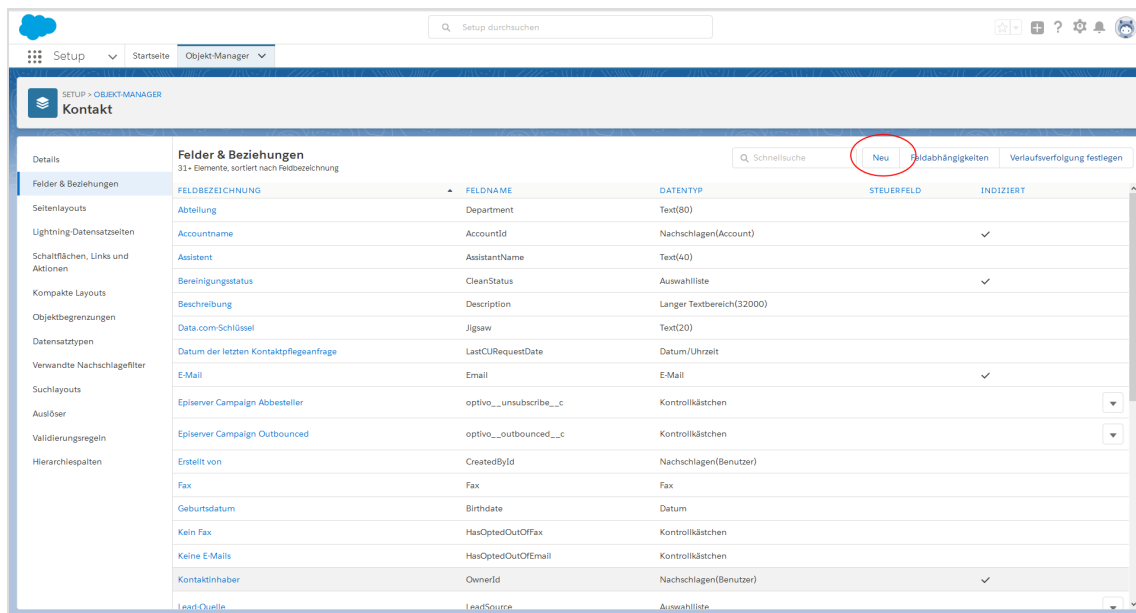 Setup durchsuchen
Setup Startseite Objekt-Manager
SETUP > OBJEKT-MANAGER
Kontakt
Details
Felder & Beziehungen
Seitenlayouts
Lightning-Datensatzseiten
Schaltflächen, Links und
Aktionen
Kompakte Layouts
Objektbegrenzungen
Datensatztypen
Verwandte Nachschlagefilter
Suchlayouts
Auslöser
Validierungsregeln
Hierarchiespalten
Felder & Beziehungen
31+ Elemente, sortiert nach Feldbezeichnung
Schnellsuche Neu Feldabhängigkeiten Verlaufsverfolgung festlegen
FELDBEZEICHNUNG FELDNAME DATENTYP STEUERFELD INDIZIERT
Abteilung Department Text(80)
Accountname AccountId Nachschlagen(Account)
Assistent AssistantName Text(40)
Bereinigungsstatus CleanStatus Auswahlliste
Beschreibung Description Langer Textbereich(32000)
Data.com-Schlüssel Jigsaw Text(20)
Datum der letzten Kontaktpflegeanfrage LastCURequestDate Datum/Uhrzeit
E-Mail Email E-Mail
Episerver Campaign Abbesteller optivo__unsubscribe__c Kontrollkästchen
Episerver Campaign Outbounced optivo__outbounced__c Kontrollkästchen
Erstellt von CreatedById Nachschlagen(Benutzer)
Fax Fax Fax
Geburtsdatum Birthdate Datum
Kein Fax HasOptedOutOfFax Kontrollkästchen
Keine E-Mails HasOptedOutOfEmail Kontrollkästchen
Kontaktinhaber OwnerId Nachschlagen(Benutzer)
Lead-Quelle LeadSource Auswahlliste